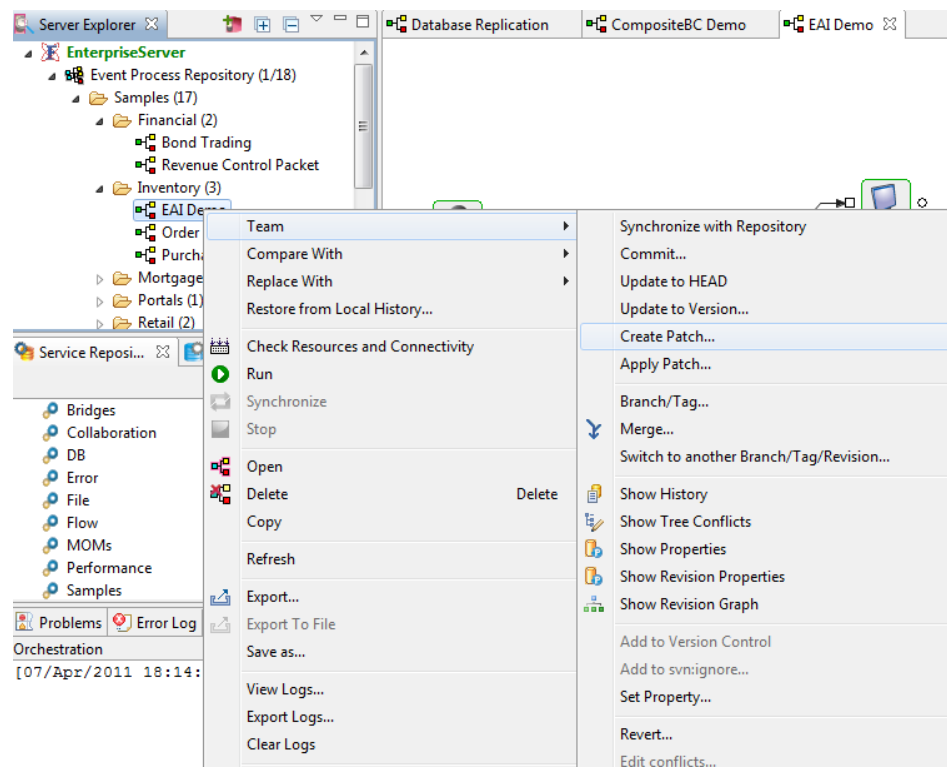 Server Explorer
Database Replication
CompositeBC Demo
EAI Demo
EnterpriseServer
Event Process Repository (1/18)
Samples (17)
Financial (2)
Bond Trading
Revenue Control Packet
Inventory (3)
EAI Demo
Order
Purcha
Mortgage
Portals (1)
Retail (2)
Service Reposi...
Bridges
Collaboration
DB
Error
File
Flow
MOMs
Performance
Samples
Problems
Error Log
Orchestration
[07/Apr/2011 18:14:
Team
Compare With
Replace With
Restore from Local History...
Check Resources and Connectivity
Run
Synchronize
Stop
Open
Delete Delete
Copy
Refresh
Export...
Export To File
Save as...
View Logs...
Export Logs...
Clear Logs
Synchronize with Repository
Commit...
Update to HEAD
Update to Version...
Create Patch...
Apply Patch...
Branch/Tag...
Merge...
Switch to another Branch/Tag/Revision...
Show History
Show Tree Conflicts
Show Properties
Show Revision Properties
Show Revision Graph
Add to Version Control
Add to svn:ignore...
Set Property...
Revert...
Edit conflicts...